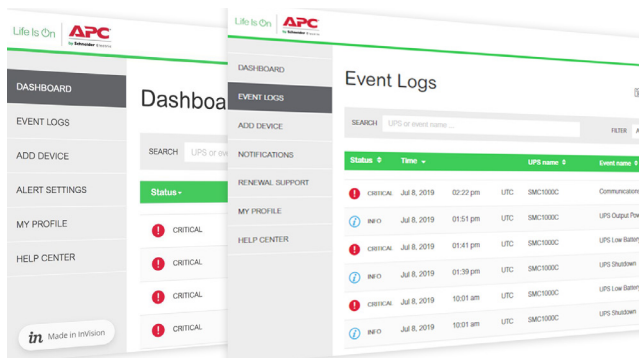 Life Is On APC
by Schneider Electric
DASHBOARD
EVENT LOGS
ADD DEVICE
ALERT SETTINGS
MY PROFILE
HELP CENTER
in Made in InVision
Dashboa
SEARCH UPS or eve
Status
CRITICAL
CRITICAL
CRITICAL
CRITICAL
Life Is On APC
by Schneider Electric
DASHBOARD
EVENT LOGS
ADD DEVICE
NOTIFICATIONS
RENEWAL SUPPORT
MY PROFILE
HELP CENTER
Event Logs
SEARCH UPS or event name ...
FILTER A
Status Time UPS name Event name
CRITICAL Jul 8, 2019 02:22 pm UTC SMC1000C Communications
INFO Jul 8, 2019 01:51 pm UTC SMC1000C UPS Output Pow
CRITICAL Jul 8, 2019 01:41 pm UTC SMC1000C UPS Low Battery
INFO Jul 8, 2019 01:39 pm UTC SMC1000C UPS Shutdown
CRITICAL Jul 8, 2019 10:01 am UTC SMC1000C UPS Low Battery
INFO Jul 8, 2019 10:01 am UTC SMC1000C UPS Shutdown